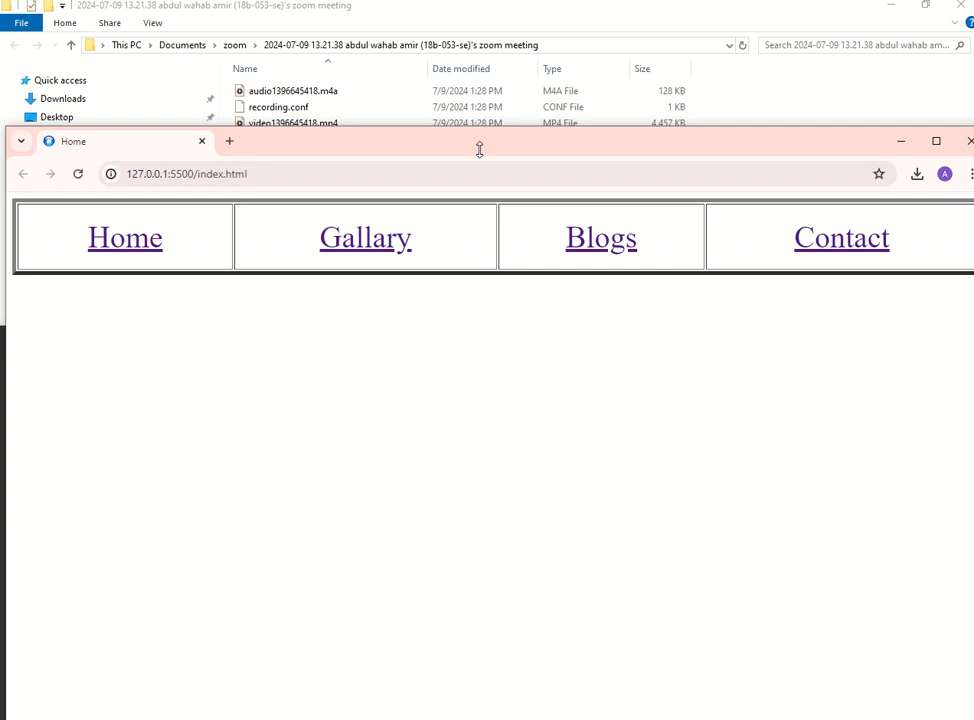 2024-07-09 13.21.38 abdul wahab amir (18b-053-se)'s zoom meeting
File Home Share View
This PC Documents zoom 2024-07-09 13.21.38 abdul wahab amir (18b-053-se)'s zoom meeting Search 2024-07-09 13.21.38 abdul wahab am...
Name Date modified Type Size
Quick access
audio1396645418.m4a 7/9/2024 1:28 PM M4A File 128 KB
Downloads
recording.conf 7/9/2024 1:28 PM CONF File 1 KB
Desktop
video1396645418.mp4 7/9/2024 1:28 PM MP4 File 4,457 KB
Home
127.0.0.1:5500/index.html A
Home Gallary Blogs Contact